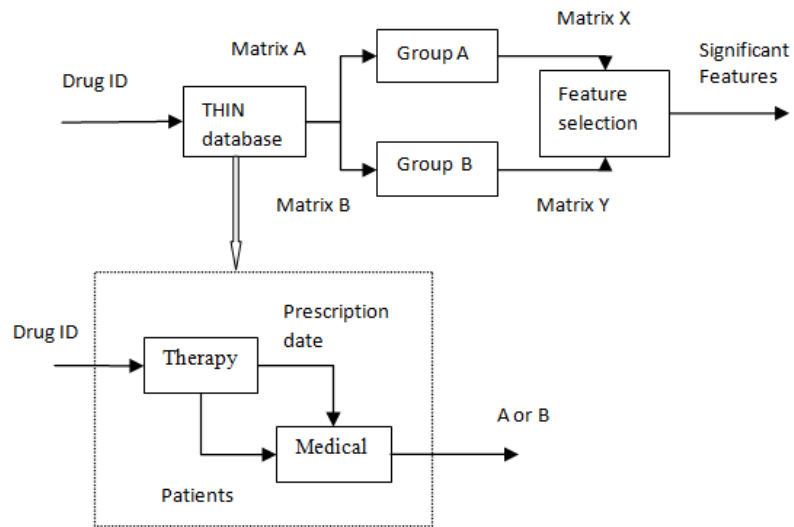 Matrix A
Group A
Matrix X
Significant
Features
Drug ID
THIN
database
Feature
selection
Matrix B
Group B
Matrix Y
Drug ID
Prescription
date
Therapy
Medical
A or B
Patients